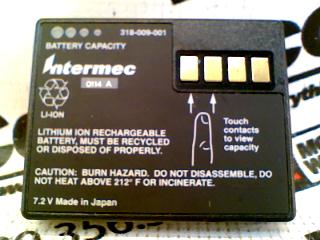 318-009-001
BATTERY CAPACITY
Intermec
0114 A
LI-ION
Touch
contacts
to view
capacity
LITHIUM ION RECHARGEABLE
BATTERY, MUST BE RECYCLED
OR DISPOSED OF PROPERLY.
CAUTION: BURN HAZARD. DO NOT DISASSEMBLE, DO
NOT HEAT ABOVE 212° F OR INCINERATE.
7.2 V Made in Japan